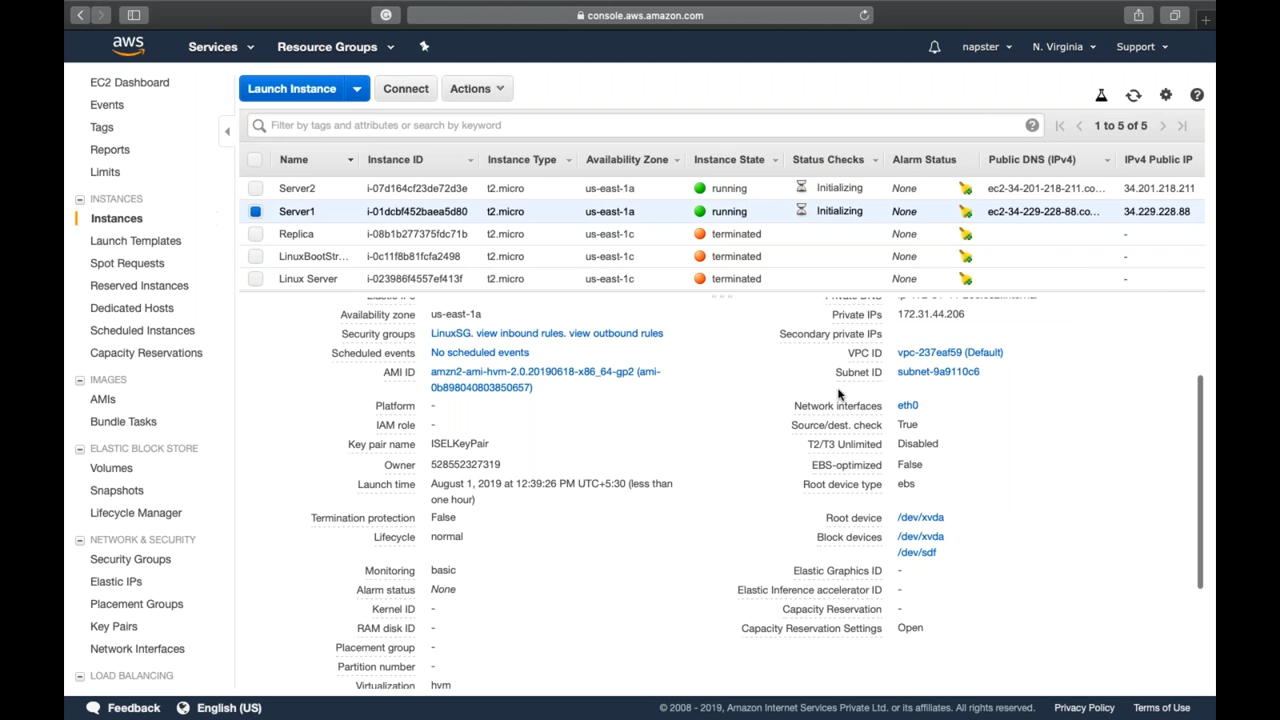 console.aws.amazon.com
aws Services Resource Groups napster N. Virginia Support
EC2 Dashboard
Events
Tags
Reports
Limits
INSTANCES
Instances
Launch Templates
Spot Requests
Reserved Instances
Dedicated Hosts
Scheduled Instances
Capacity Reservations
IMAGES
AMIs
Bundle Tasks
ELASTIC BLOCK STORE
Volumes
Snapshots
Lifecycle Manager
NETWORK & SECURITY
Security Groups
Elastic IPs
Placement Groups
Key Pairs
Network Interfaces
LOAD BALANCING
Launch Instance Connect Actions
Filter by tags and attributes or search by keyword 1 to 5 of 5
Name Instance ID Instance Type Availability Zone Instance State Status Checks Alarm Status Public DNS (IPv4) IPv4 Public IP
Server2 i-07d164cf23de72d3e t2.micro us-east-1a running Initializing None ec2-34-201-218-211.co... 34.201.218.211
Server1 i-01dcbf452baea5d80 t2.micro us-east-1a running Initializing None ec2-34-229-228-88.co... 34.229.228.88
Replica i-08b1b277375fdc71b t2.micro us-east-1c terminated None -
LinuxBootStr... i-0c11f8b81fcfa2498 t2.micro us-east-1c terminated None -
Linux Server i-023986f4557ef413f t2.micro us-east-1c terminated None -
Availability zone us-east-1a
Security groups LinuxSG. view inbound rules. view outbound rules
Scheduled events No scheduled events
AMI ID amzn2-ami-hvm-2.0.20190618-x86_64-gp2 (ami-
0b898040803850657)
Platform -
IAM role -
Key pair name ISELKeyPair
Owner 528552327319
Launch time August 1, 2019 at 12:39:26 PM UTC+5:30 (less than
one hour)
Termination protection False
Lifecycle normal
Monitoring basic
Alarm status None
Kernel ID -
RAM disk ID -
Placement group -
Partition number -
Virtualization hvm
Private IPs 172.31.44.206
Secondary private IPs
VPC ID vpc-237eaf59 (Default)
Subnet ID subnet-9a9110c6
Network interfaces eth0
Source/dest. check True
T2/T3 Unlimited Disabled
EBS-optimized False
Root device type ebs
Root device /dev/xvda
Block devices /dev/xvda
/dev/sdf
Elastic Graphics ID -
Elastic Inference accelerator ID -
Capacity Reservation -
Capacity Reservation Settings Open
Feedback English (US) © 2008 - 2019, Amazon Internet Services Private Ltd. or its affiliates. All rights reserved. Privacy Policy Terms of Use